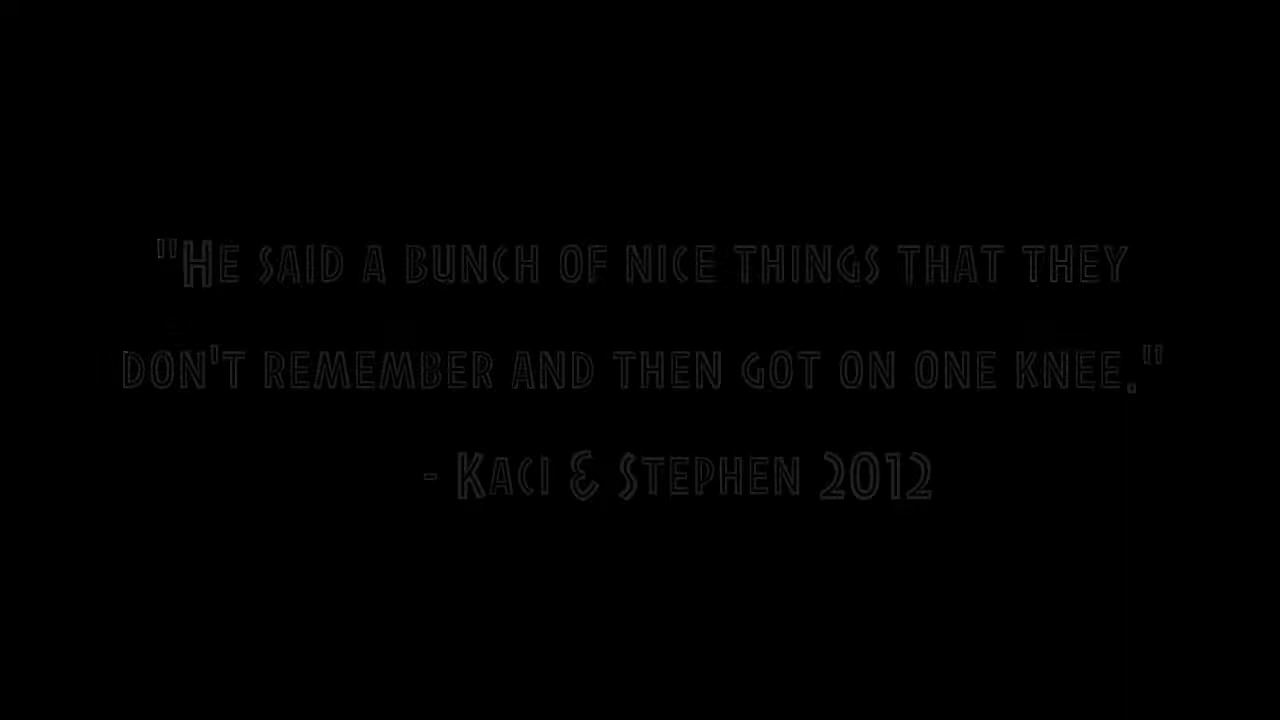 "He said a bunch of nice things that they
don't remember and then got on one knee."
- Kaci & Stephen 2012